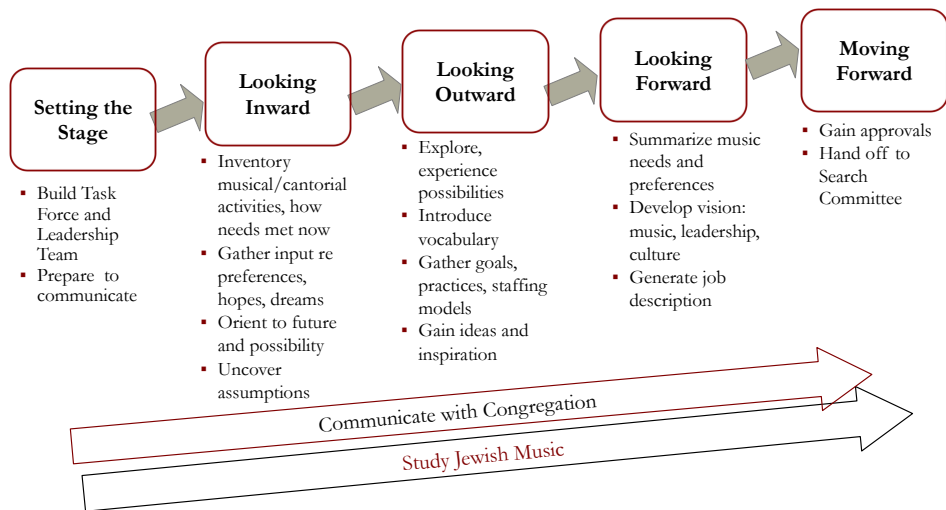 Setting the
Stage
▪ Build Task
Force and
Leadership
Team
▪ Prepare to
communicate
Looking
Inward
▪ Inventory
musical/cantorial
activities, how
needs met now
▪ Gather input re
preferences,
hopes, dreams
▪ Orient to future
and possibility
▪ Uncover
assumptions
Looking
Outward
▪ Explore,
experience
possibilities
▪ Introduce
vocabulary
▪ Gather goals,
practices, staffing
models
▪ Gain ideas and
inspiration
Looking
Forward
▪ Summarize music
needs and
preferences
▪ Develop vision:
music, leadership,
culture
▪ Generate job
description
Moving
Forward
▪ Gain approvals
▪ Hand off to
Search
Committee
Communicate with Congregation
Study Jewish Music